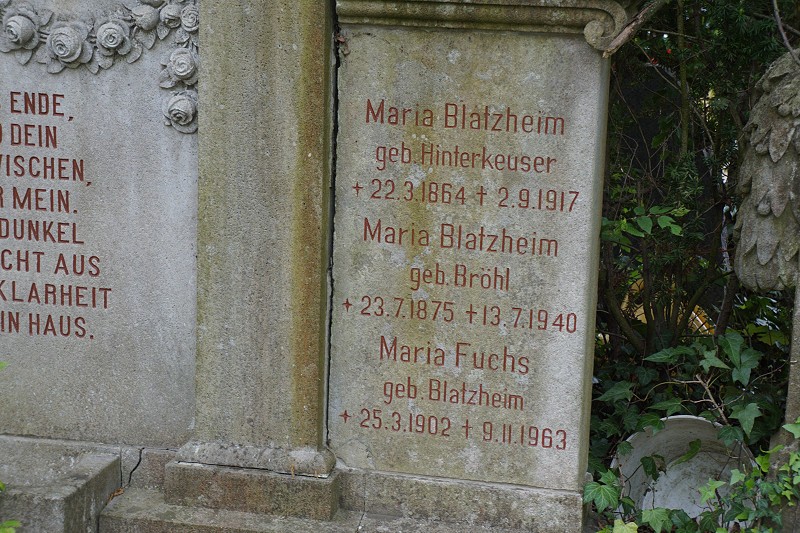 ENDE,
DEIN
WISCHEN,
R MEIN.
DUNKEL
CHT AUS
KLARHEIT
IN HAUS.
Maria Blatzheim
geb. Hinterkeuser
+ 22.3.1864 † 2.9.1917
Maria Blatzheim
geb. Bröhl
+ 23.7.1875 † 13.7.1940
Maria Fuchs
geb. Blatzheim
+ 25.3.1902 † 9.11.1963